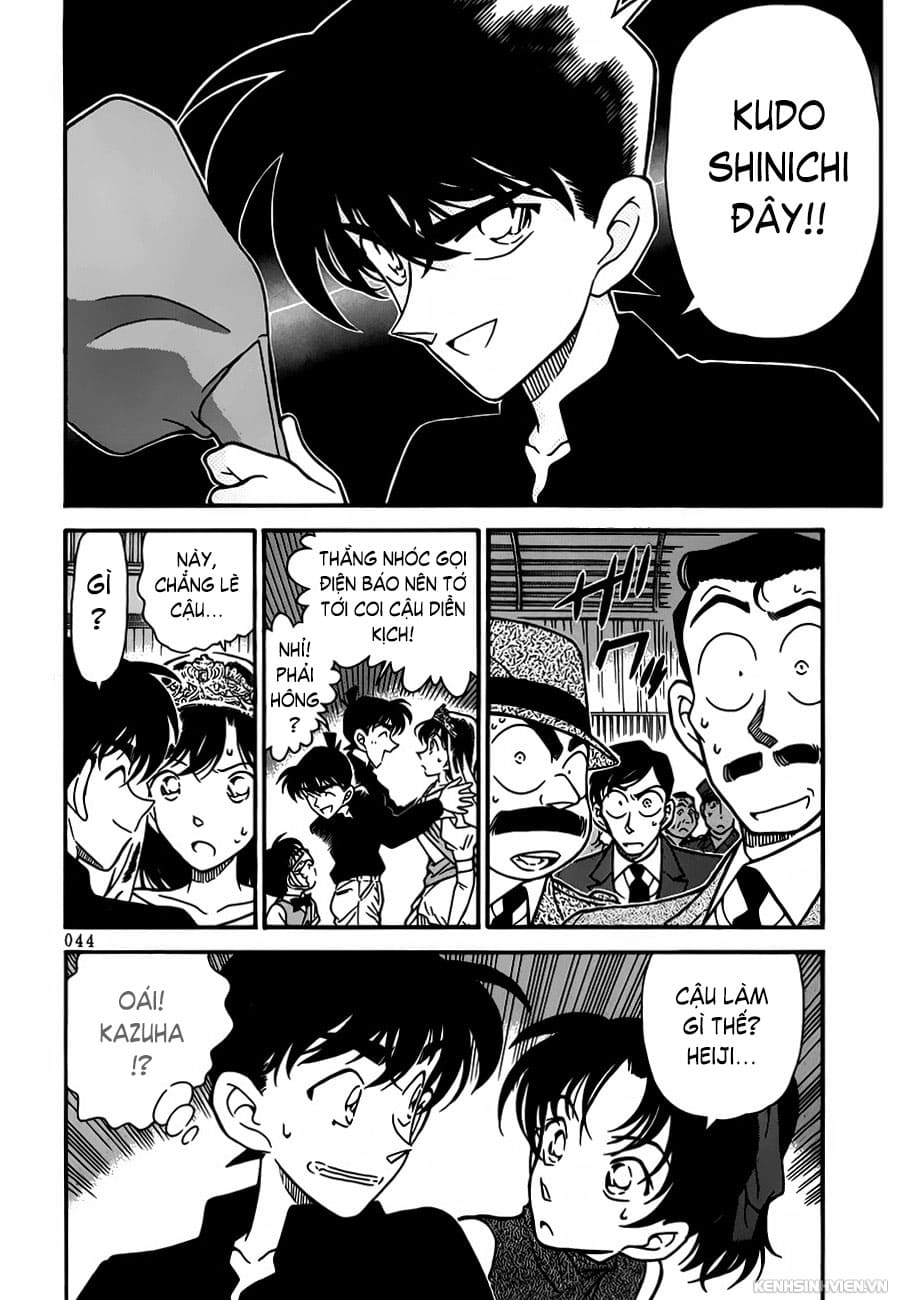 KUDO
SHINICHI
ĐÂY!!
GÌ
?
NÀY,
CHẲNG LẼ
CẬU...
THẰNG NHÓC GỌI
ĐIỆN BÁO NÊN TỚ
TỚI COI CẬU DIỄN
KỊCH!
NHỈ!
PHẢI
HÔNG
?
044
OÁI!
KAZUHA
!?
CẬU LÀM
GÌ THẾ?
HEIJI...
KENHSINHVIEN.VN